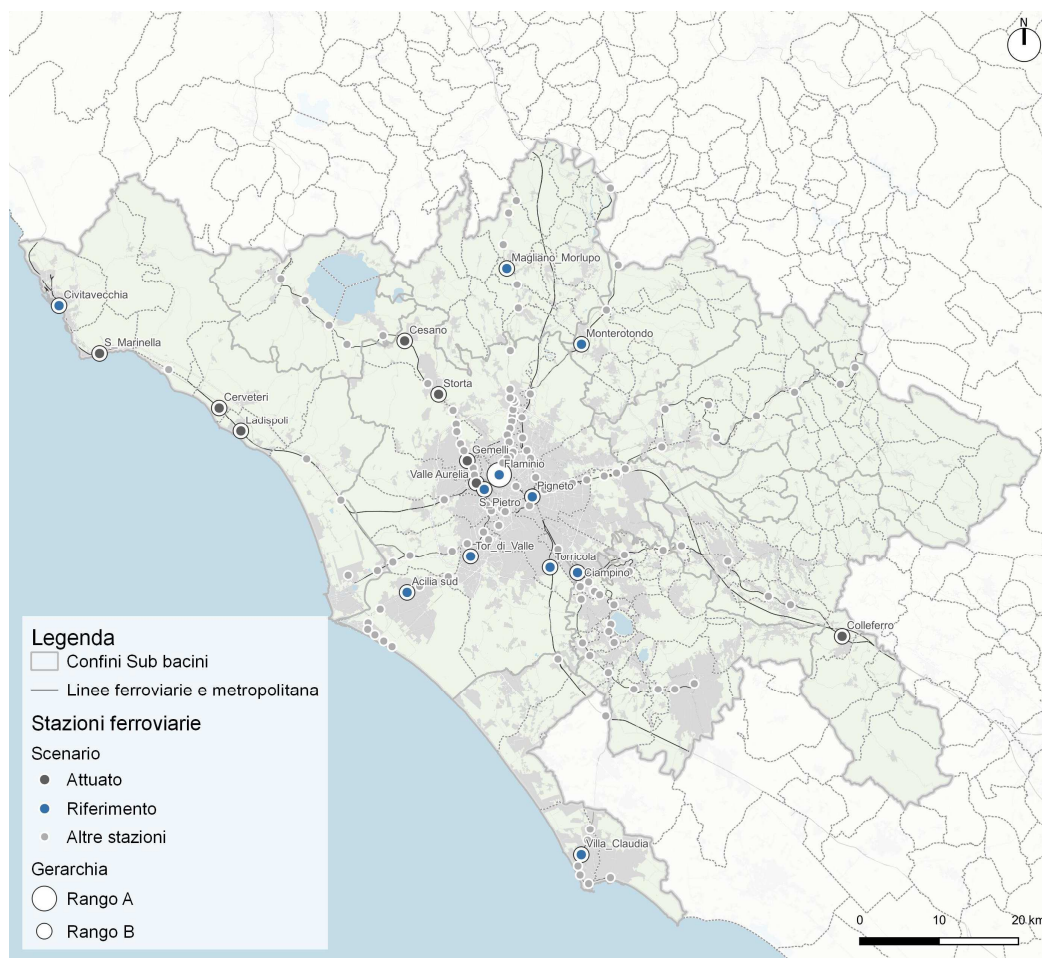 N
Magliano_Morlupo
Civitavecchia
Cesano
Monterotondo
S. Marinella
Storta
Cerveteri
Ladispoli
Gemelli
Flaminio
Valle Aurelia
Pigneto
S. Pietro
Tor_di_Valle
Torricola
Ciampino
Acilia sud
Colleferro
Villa_Claudia
Legenda
Confini Sub bacini
Linee ferroviarie e metropolitana
Stazioni ferroviarie
Scenario
Attuato
Riferimento
Altre stazioni
Gerarchia
Rango A
Rango B
0 10 20 km